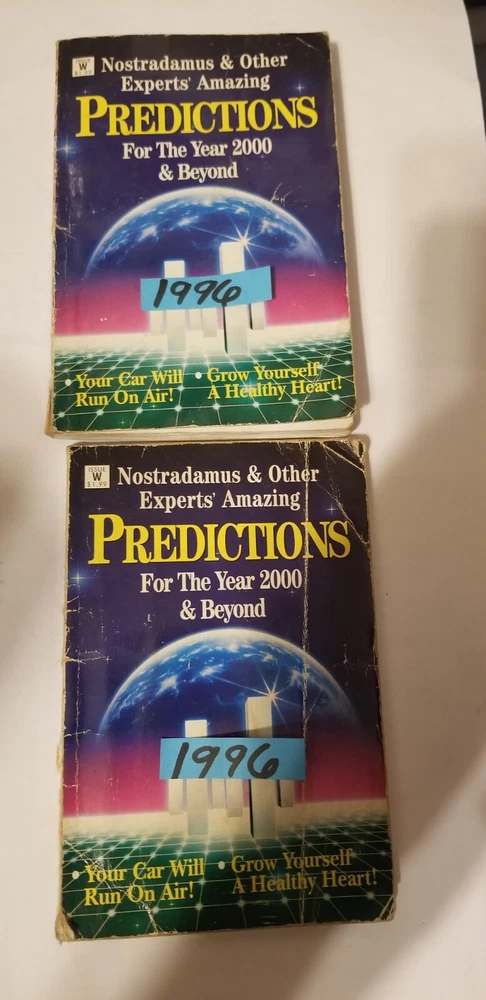 W
Nostradamus & Other
Experts' Amazing
PREDICTIONS
For The Year 2000
& Beyond
1996
• Your Car Will
Run On Air!
• Grow Yourself
A Healthy Heart!
ISSUE
W
$1.99
Nostradamus & Other
Experts' Amazing
PREDICTIONS
For The Year 2000
& Beyond
1996
• Your Car Will
Run On Air!
• Grow Yourself
A Healthy Heart!